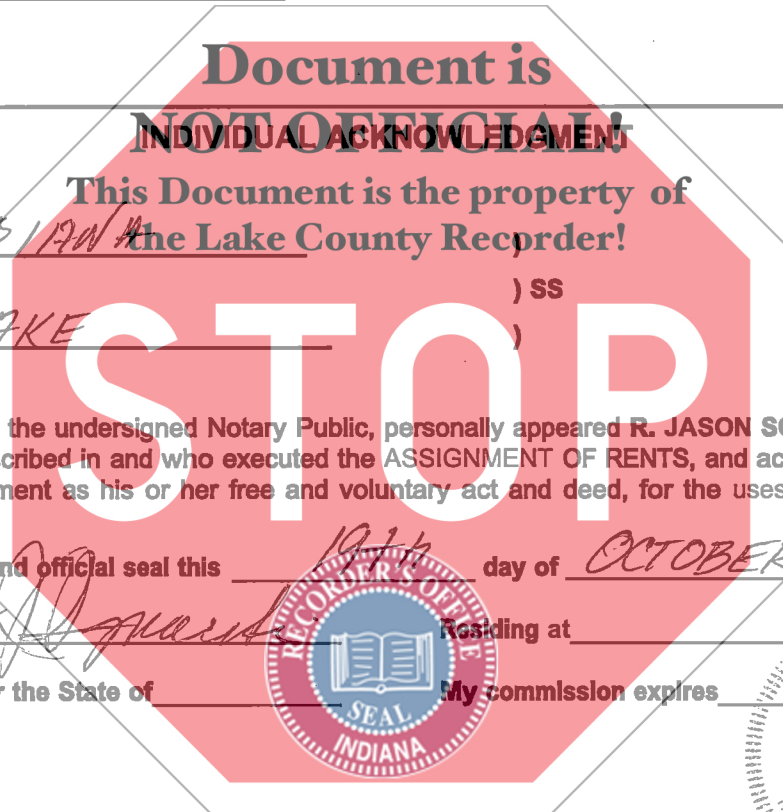 Document is
NOT OFFICIAL!
INDIVIDUAL ACKNOWLEDGMENT
This Document is the property of
the Lake County Recorder!
)
) SS
)
STOP
the undersigned Notary Public, personally appeared R. JASON SC
cribed in and who executed the ASSIGNMENT OF RENTS, and ac
ment as his or her free and voluntary act and deed, for the uses
nd official seal this 19th day of OCTOBER
Residing at
r the State of My commission expires
RECORDER'S OFFICE
SEAL
INDIANA